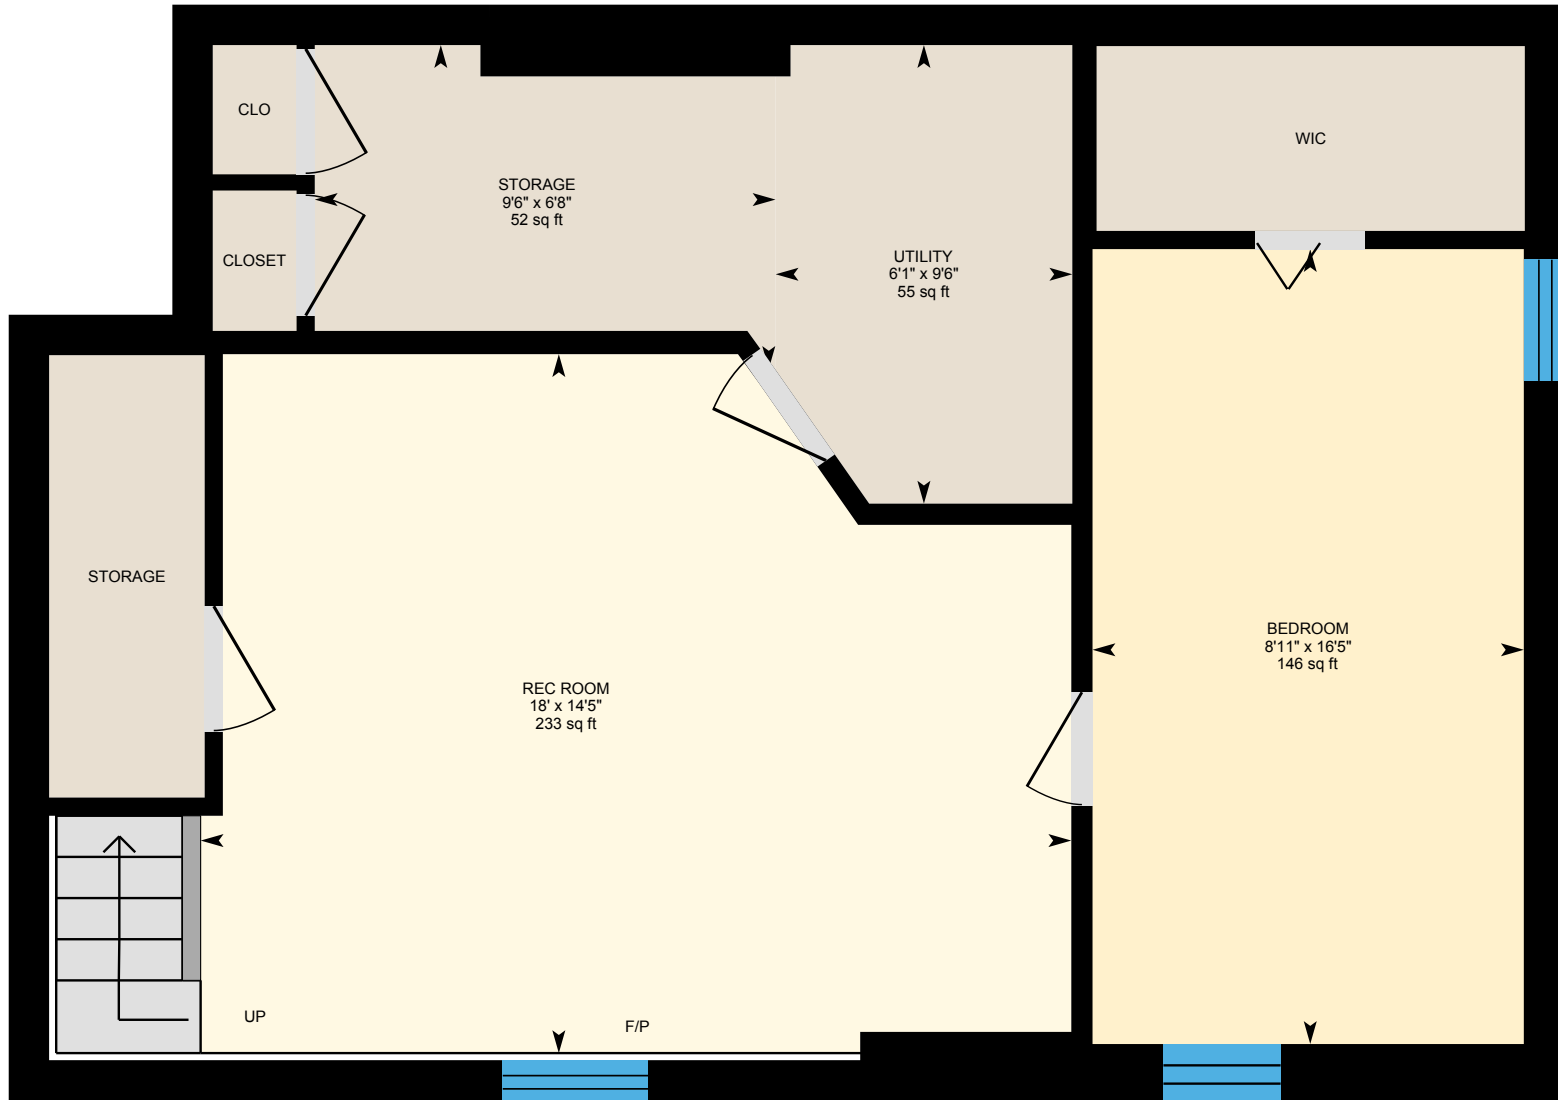 CLO
WIC
STORAGE
9'6" x 6'8"
52 sq ft
CLOSET
UTILITY
6'1" x 9'6"
55 sq ft
STORAGE
BEDROOM
8'11" x 16'5"
146 sq ft
REC ROOM
18' x 14'5"
233 sq ft
UP
F/P